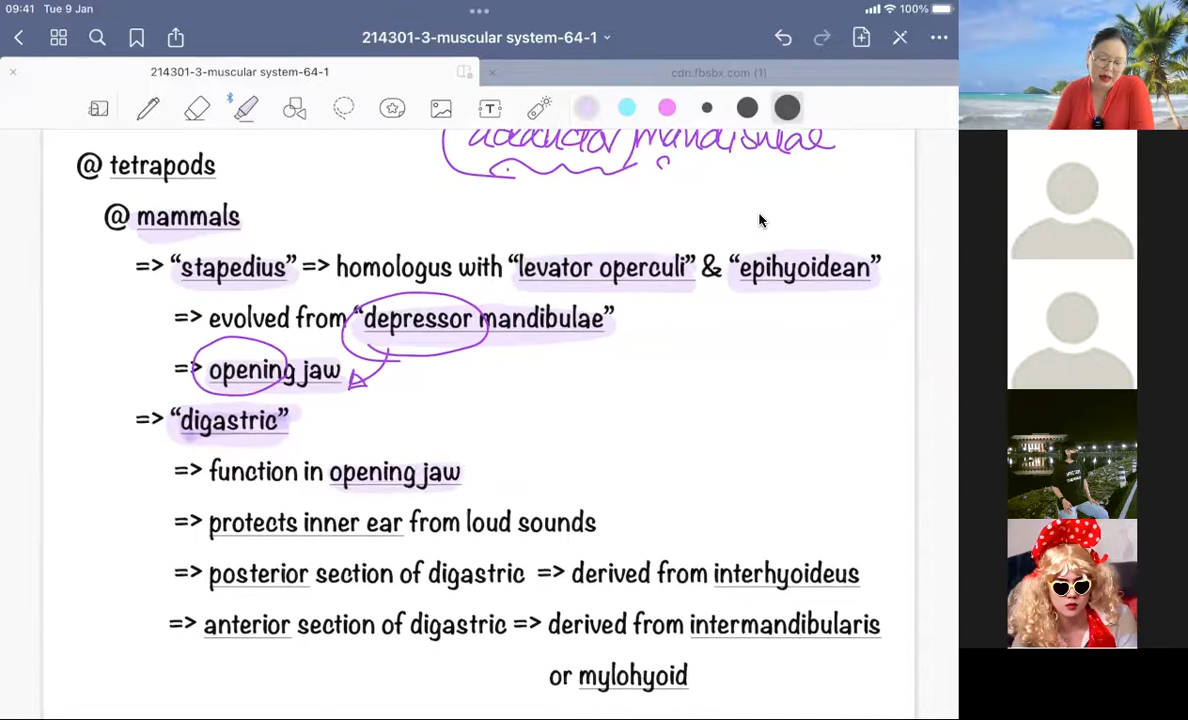 09:41 Tue 9 Jan
100%
214301-3-muscular system-64-1
214301-3-muscular system-64-1
cdn.fbsbx.com (1)
adductor mandibulae
@ tetrapods
@ mammals
=> “stapedius” => homologus with “levator operculi” & “epihyoidean”
=> evolved from “depressor mandibulae”
=> opening jaw
=> “digastric”
=> function in opening jaw
=> protects inner ear from loud sounds
=> posterior section of digastric => derived from interhyoideus
=> anterior section of digastric => derived from intermandibularis
or mylohyoid